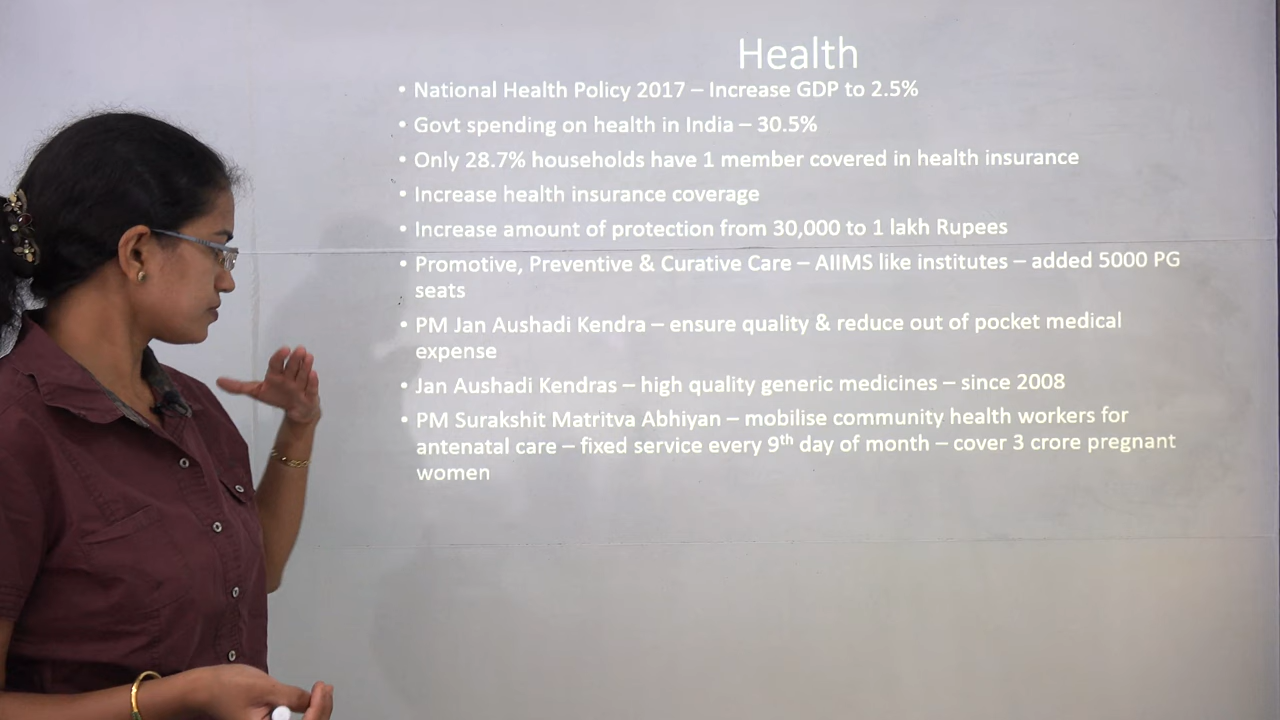 Health
• National Health Policy 2017 – Increase GDP to 2.5%
• Govt spending on health in India – 30.5%
• Only 28.7% households have 1 member covered in health insurance
• Increase health insurance coverage
• Increase amount of protection from 30,000 to 1 lakh Rupees
• Promotive, Preventive & Curative Care – AIIMS like institutes – added 5000 PG
seats
• PM Jan Aushadi Kendra – ensure quality & reduce out of pocket medical
expense
• Jan Aushadi Kendras – high quality generic medicines – since 2008
• PM Surakshit Matritva Abhiyan – mobilise community health workers for
antenatal care – fixed service every 9th day of month – cover 3 crore pregnant
women